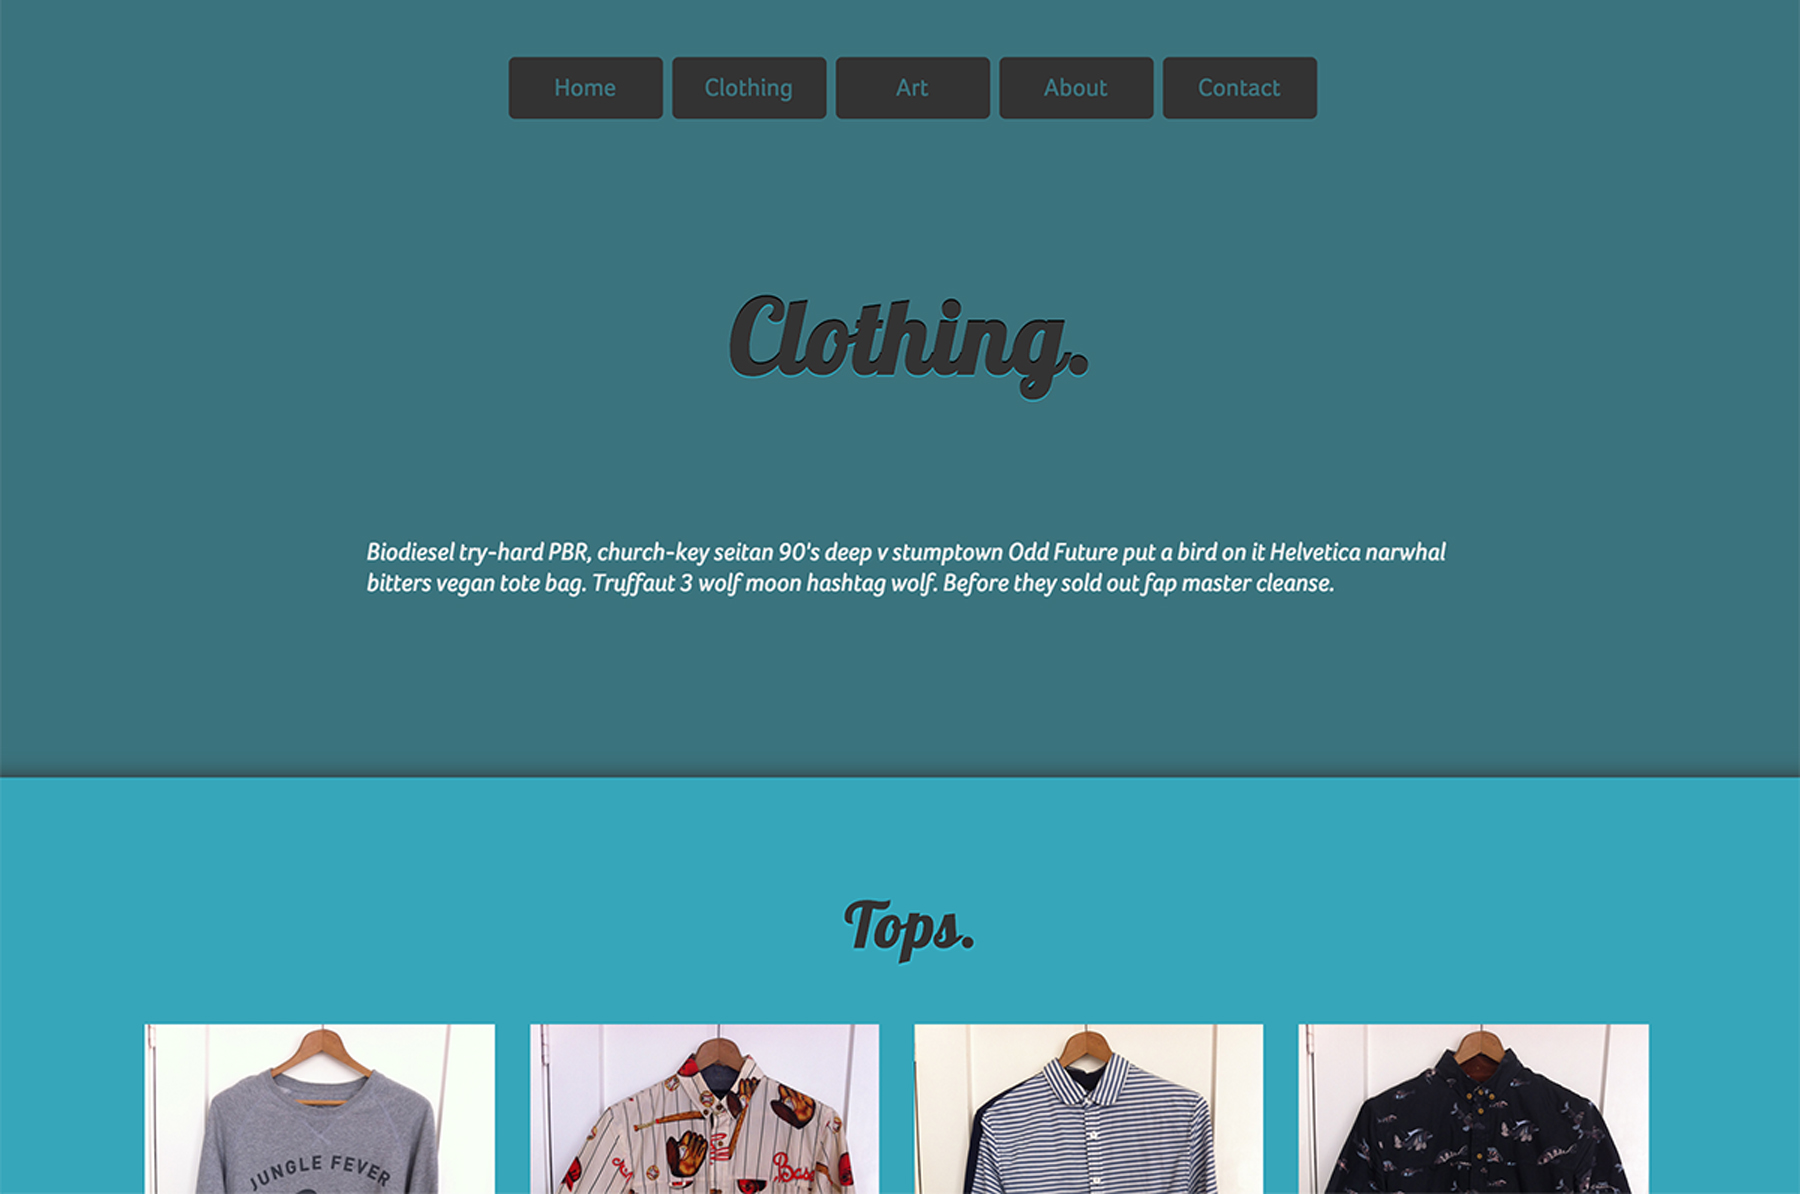 Home Clothing Art About Contact
Clothing.
Biodiesel try-hard PBR, church-key seitan 90's deep v stumptown Odd Future put a bird on it Helvetica narwhal
bitters vegan tote bag. Truffaut 3 wolf moon hashtag wolf. Before they sold out fap master cleanse.
Tops.
JUNGLE FEVER